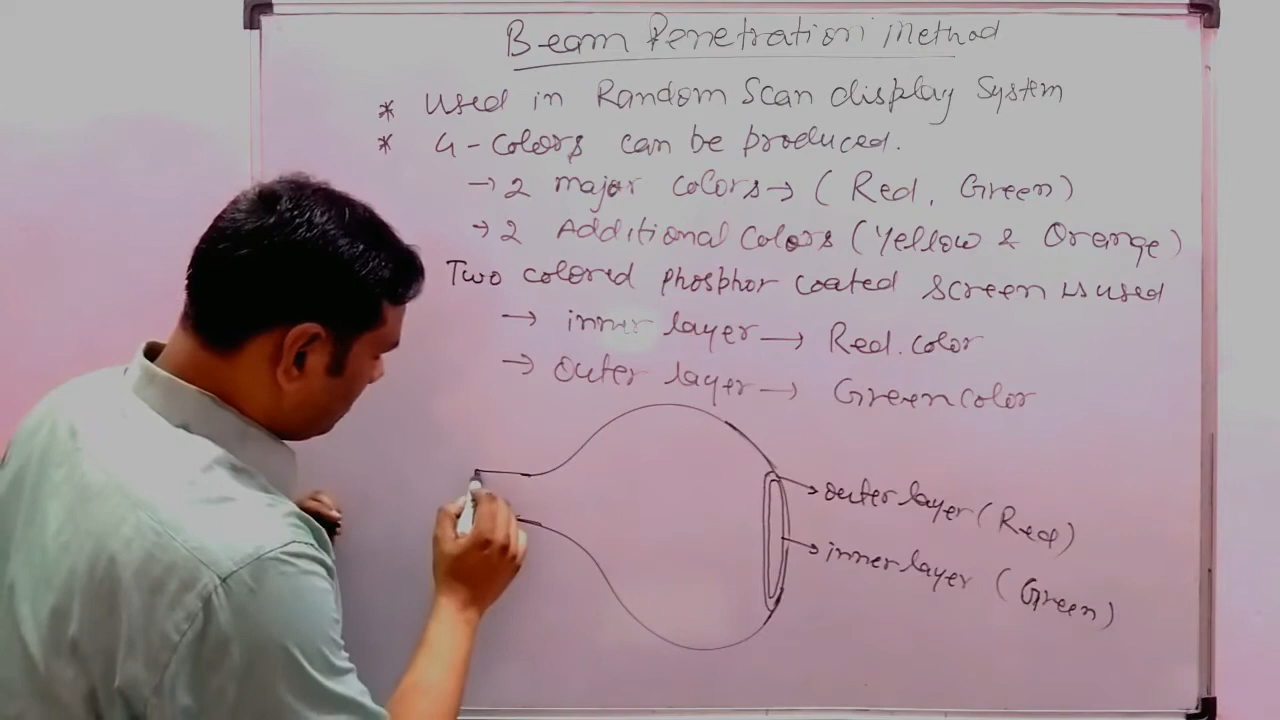 Beam Penetration Method
* Used in Random Scan display System
* 4-Colors can be produced.
→ 2 major colors → (Red, Green)
→ 2 Additional Colors (Yellow & Orange)
Two colored phosphor coated screen is used
→ inner layer → Red. color
→ outer layer → Green color
→ outer layer (Red)
→ inner layer (Green)